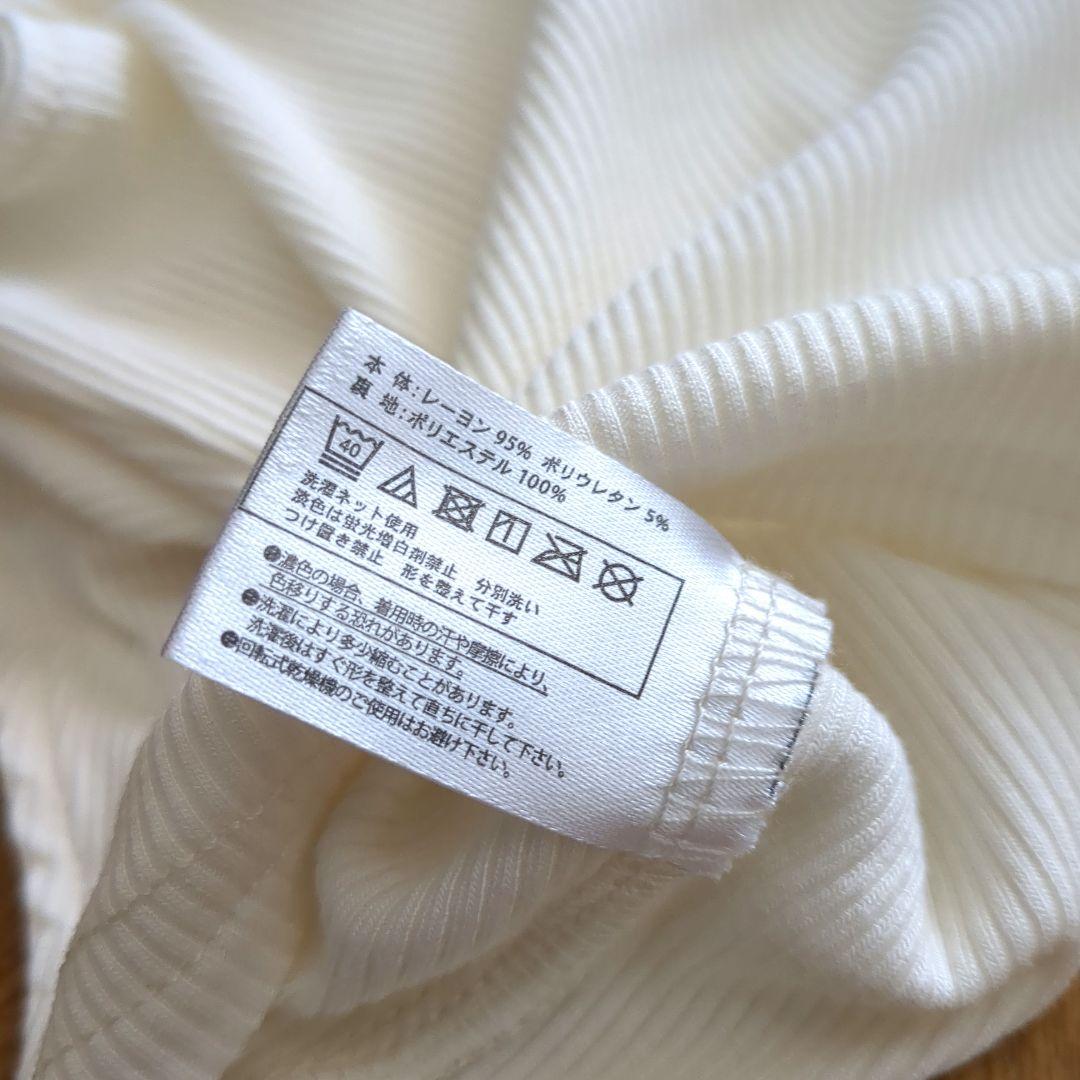 本 体:レーヨン 95% ポリウレタン 5%
裏 地:ポリエステル 100%
40
洗濯ネット使用
淡色は蛍光増白剤禁止 分別洗い
つけ置き禁止 形を整えて干す
●濃色の場合、着用時の汗や摩擦により、
色移りする恐れがあります。
●洗濯により多少縮むことがあります。
洗濯後はすぐ形を整えて直ちに干して下さい。
●回転式乾燥機のご使用はお避け下さい。